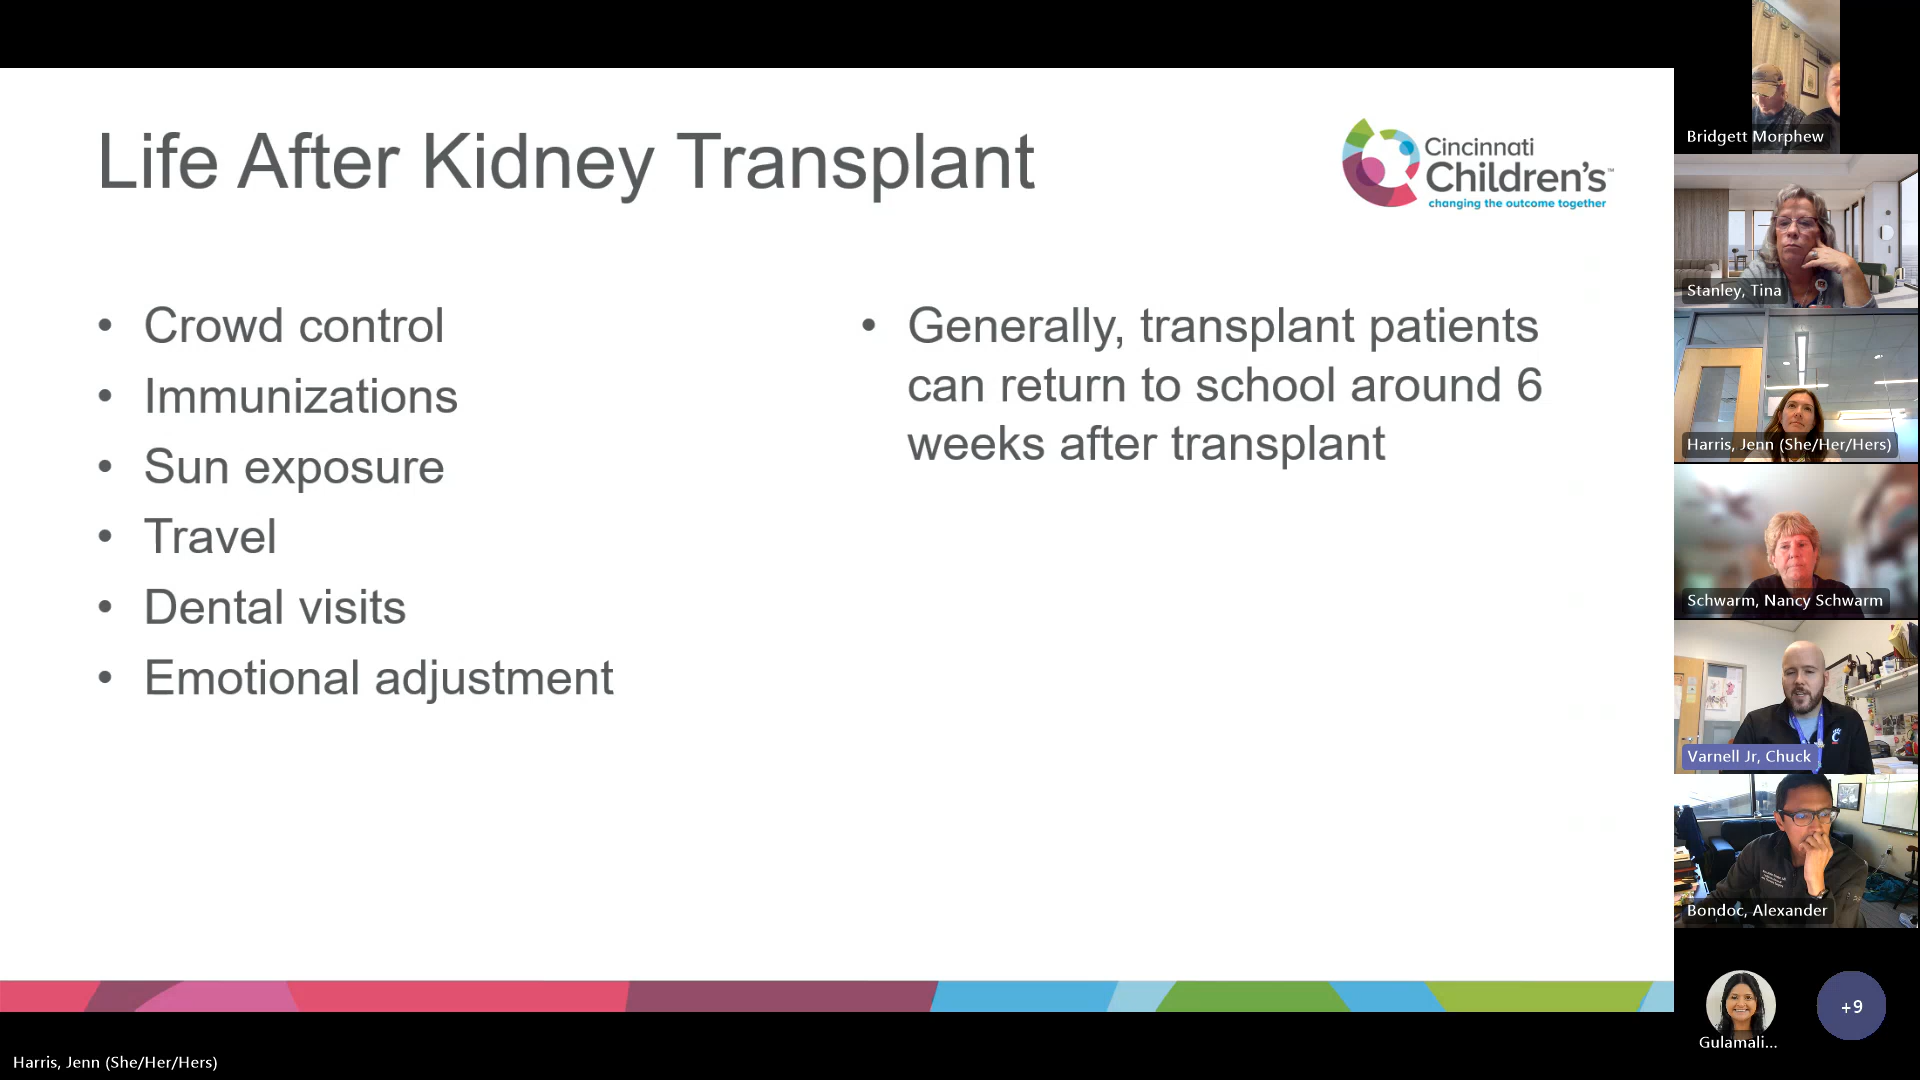 Life After Kidney Transplant
Cincinnati
Children's™
changing the outcome together
• Crowd control
• Immunizations
• Sun exposure
• Travel
• Dental visits
• Emotional adjustment
• Generally, transplant patients
can return to school around 6
weeks after transplant
Bridgett Morphew
Stanley, Tina
Harris, Jenn (She/Her/Hers)
Schwarm, Nancy Schwarm
Varnell Jr, Chuck
Bondoc, Alexander
Gulamali...
+9
Harris, Jenn (She/Her/Hers)